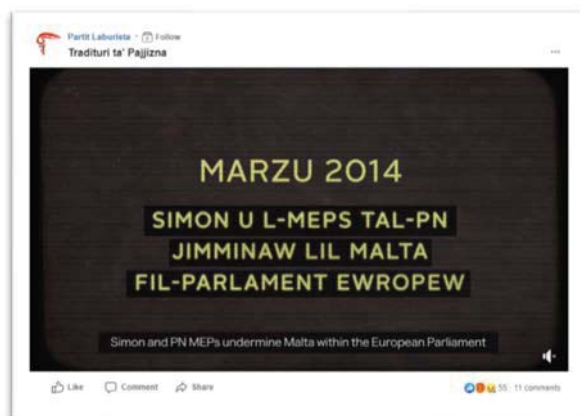 Partit Laburista · Follow
Tradituri ta' Pajjizna
MARZU 2014
SIMON U L-MEPS TAL-PN
JIMMINAW LIL MALTA
FIL-PARLAMENT EWROPEW
Simon and PN MEPs undermine Malta within the European Parliament
Like Comment Share 55 · 11 comments